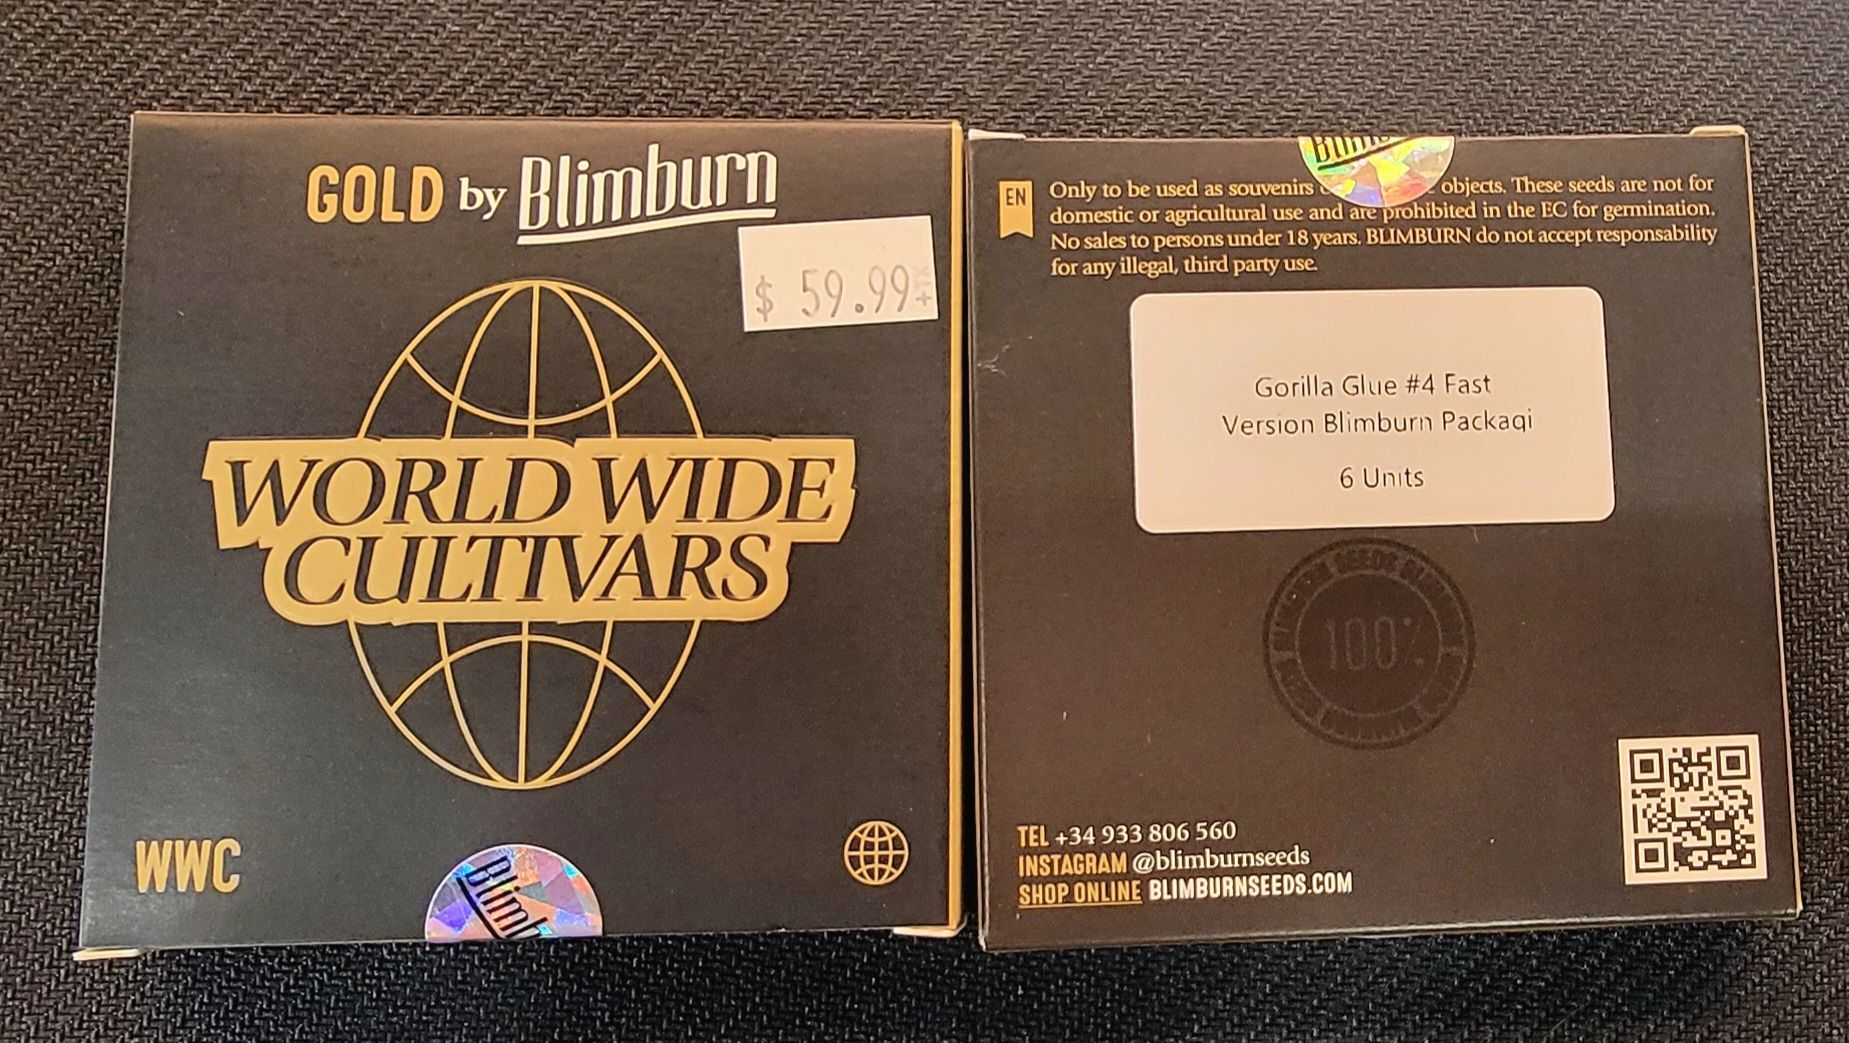 GOLD by Blimburn
$ 59.99
WORLD WIDE
CULTIVARS
WWC
Blimb
EN
Only to be used as souvenirs objects. These seeds are not for
domestic or agricultural use and are prohibited in the EC for germination.
No sales to persons under 18 years. BLIMBURN do not accept responsability
for any illegal, third party use.
Gorilla Glue #4 Fast
Version Blimburn Packagi
6 Units
SEEDS
100%
TEL +34 933 806 560
INSTAGRAM @blimburnseeds
SHOP ONLINE BLIMBURNSEEDS.COM